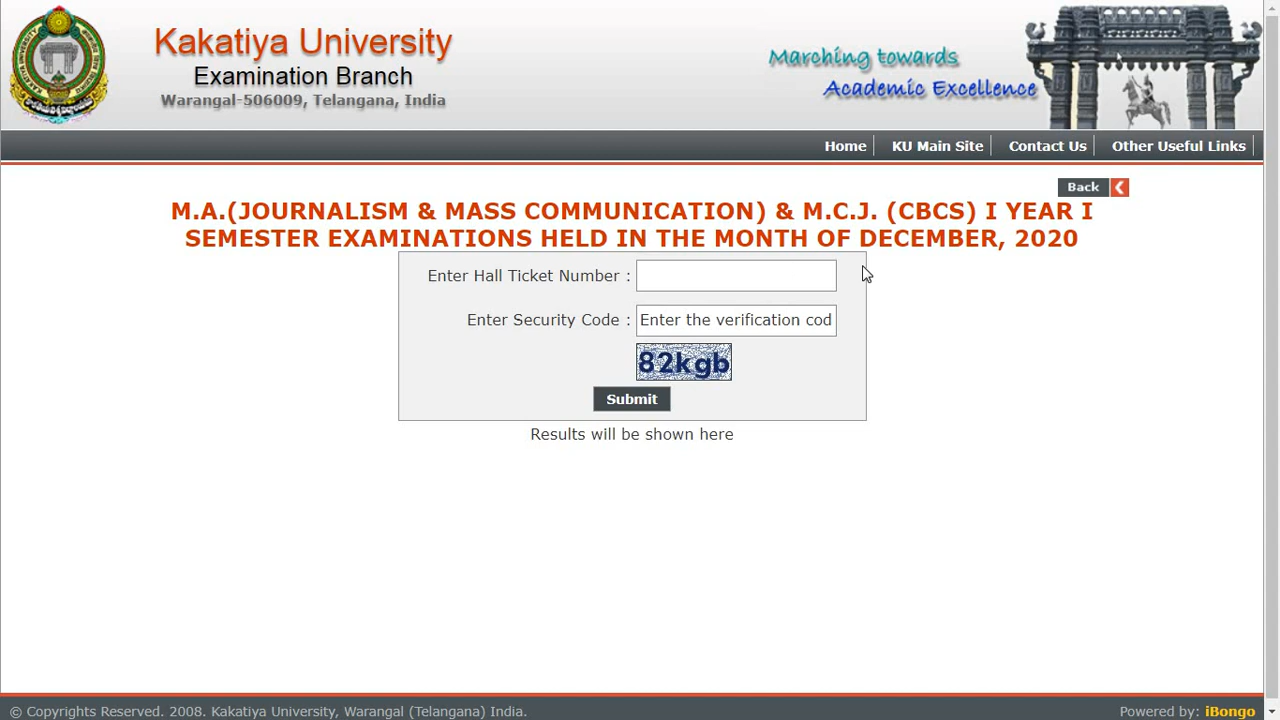 Kakatiya University
Examination Branch
Warangal-506009, Telangana, India
Marching towards
Academic Excellence
Home
KU Main Site
Contact Us
Other Useful Links
Back
M.A.(JOURNALISM & MASS COMMUNICATION) & M.C.J. (CBCS) I YEAR I
SEMESTER EXAMINATIONS HELD IN THE MONTH OF DECEMBER, 2020
Enter Hall Ticket Number :
Enter Security Code : Enter the verification cod
82kgb
Submit
Results will be shown here
© Copyrights Reserved. 2008. Kakatiya University, Warangal (Telangana) India.
Powered by: iBongo